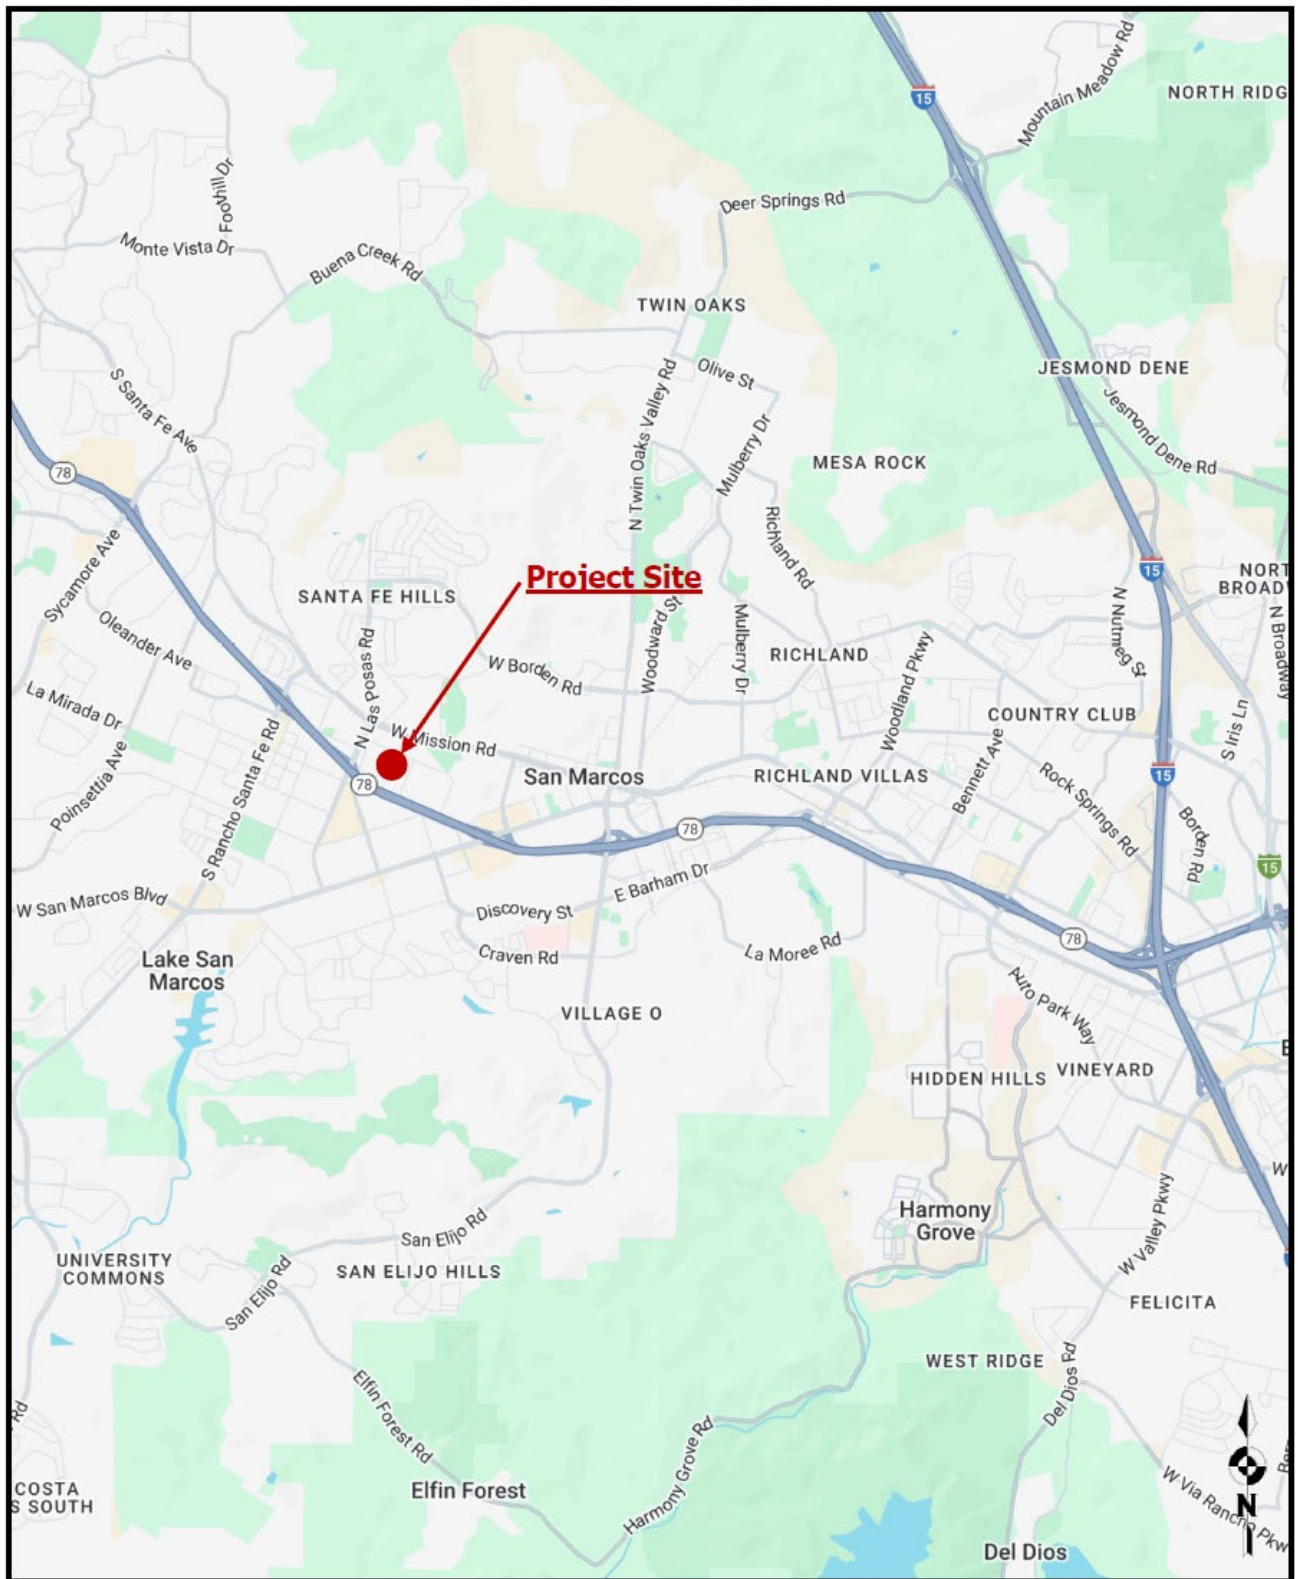 15
Mountain Meadow Rd
NORTH RIDG
Foothill Dr
Deer Springs Rd
Monte Vista Dr
Buena Creek Rd
TWIN OAKS
Olive St
JESMOND DENE
S Santa Fe Ave
N Twin Oaks Valley Rd
Jesmond Dene Rd
Mulberry Dr
MESA ROCK
78
Richland Rd
Sycamore Ave
15
Project Site
NORT
BROADW
SANTA FE HILLS
N Nutmeg St
N Broadway
Oleander Ave
Woodward St
Mulberry Dr
N Las Posas Rd
W Borden Rd
RICHLAND
Woodland Pkwy
La Mirada Dr
COUNTRY CLUB
S Iris Ln
W Mission Rd
S Rancho Santa Fe Rd
Poinsettia Ave
San Marcos
RICHLAND VILLAS
Bennett Ave
Rock Springs Rd
15
78
Borden Rd
78
15
E Barham Dr
W San Marcos Blvd
Discovery St
78
La Moree Rd
Craven Rd
Lake San
Marcos
Auto Park Way
VILLAGE O
E
HIDDEN HILLS
VINEYARD
W
Harmony
Grove
W Valley Pkwy
San Elijo Rd
UNIVERSITY
COMMONS
SAN ELIJO HILLS
San Elijo Rd
FELICITA
WEST RIDGE
Del Dios Rd
Elfin Forest Rd
Rd
Harmony Grove Rd
Ber
COSTA
S SOUTH
Elfin Forest
W Via Rancho Pkw
N
Del Dios